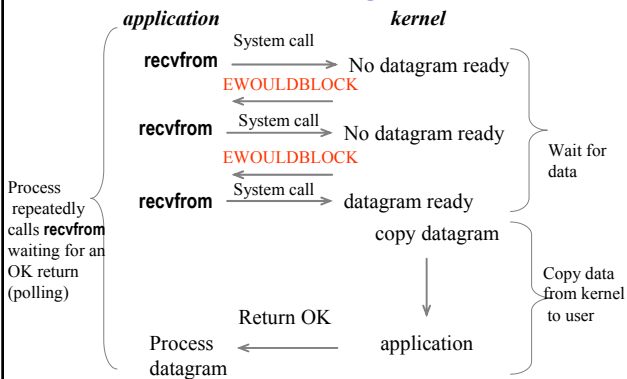 application kernel
System call
recvfrom No datagram ready
EWOULDBLOCK
System call
recvfrom No datagram ready
EWOULDBLOCK
System call
recvfrom datagram ready
copy datagram
Wait for
data
Process
repeatedly
calls recvfrom
waiting for an
OK return
(polling)
Copy data
from kernel
to user
Return OK
Process
datagram
application